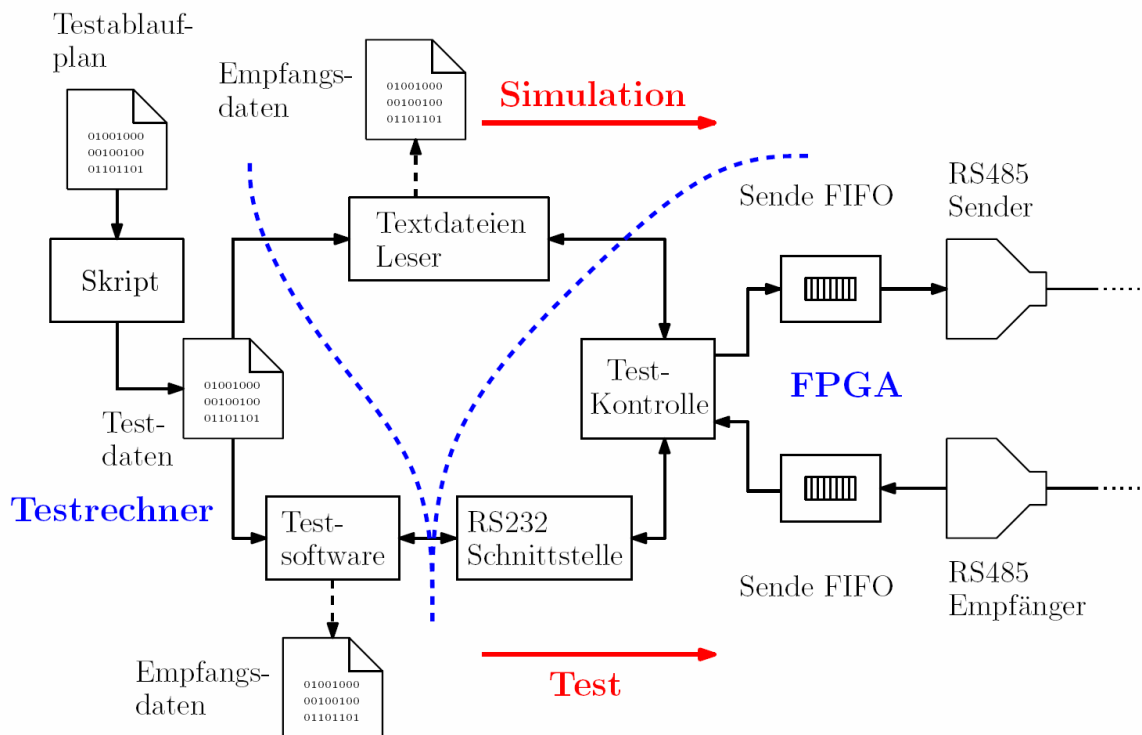 Testablauf-
plan
01001000
00100100
01101101
Skript
Test-
daten
01001000
00100100
01101101
Testrechner
Empfangs-
daten
01001000
00100100
01101101
Simulation
Textdateien
Leser
Test-
software
RS232
Schnittstelle
Empfangs-
daten
01001000
00100100
01101101
Test
Test-
Kontrolle
FPGA
Sende FIFO
RS485
Sender
Sende FIFO
RS485
Empfänger